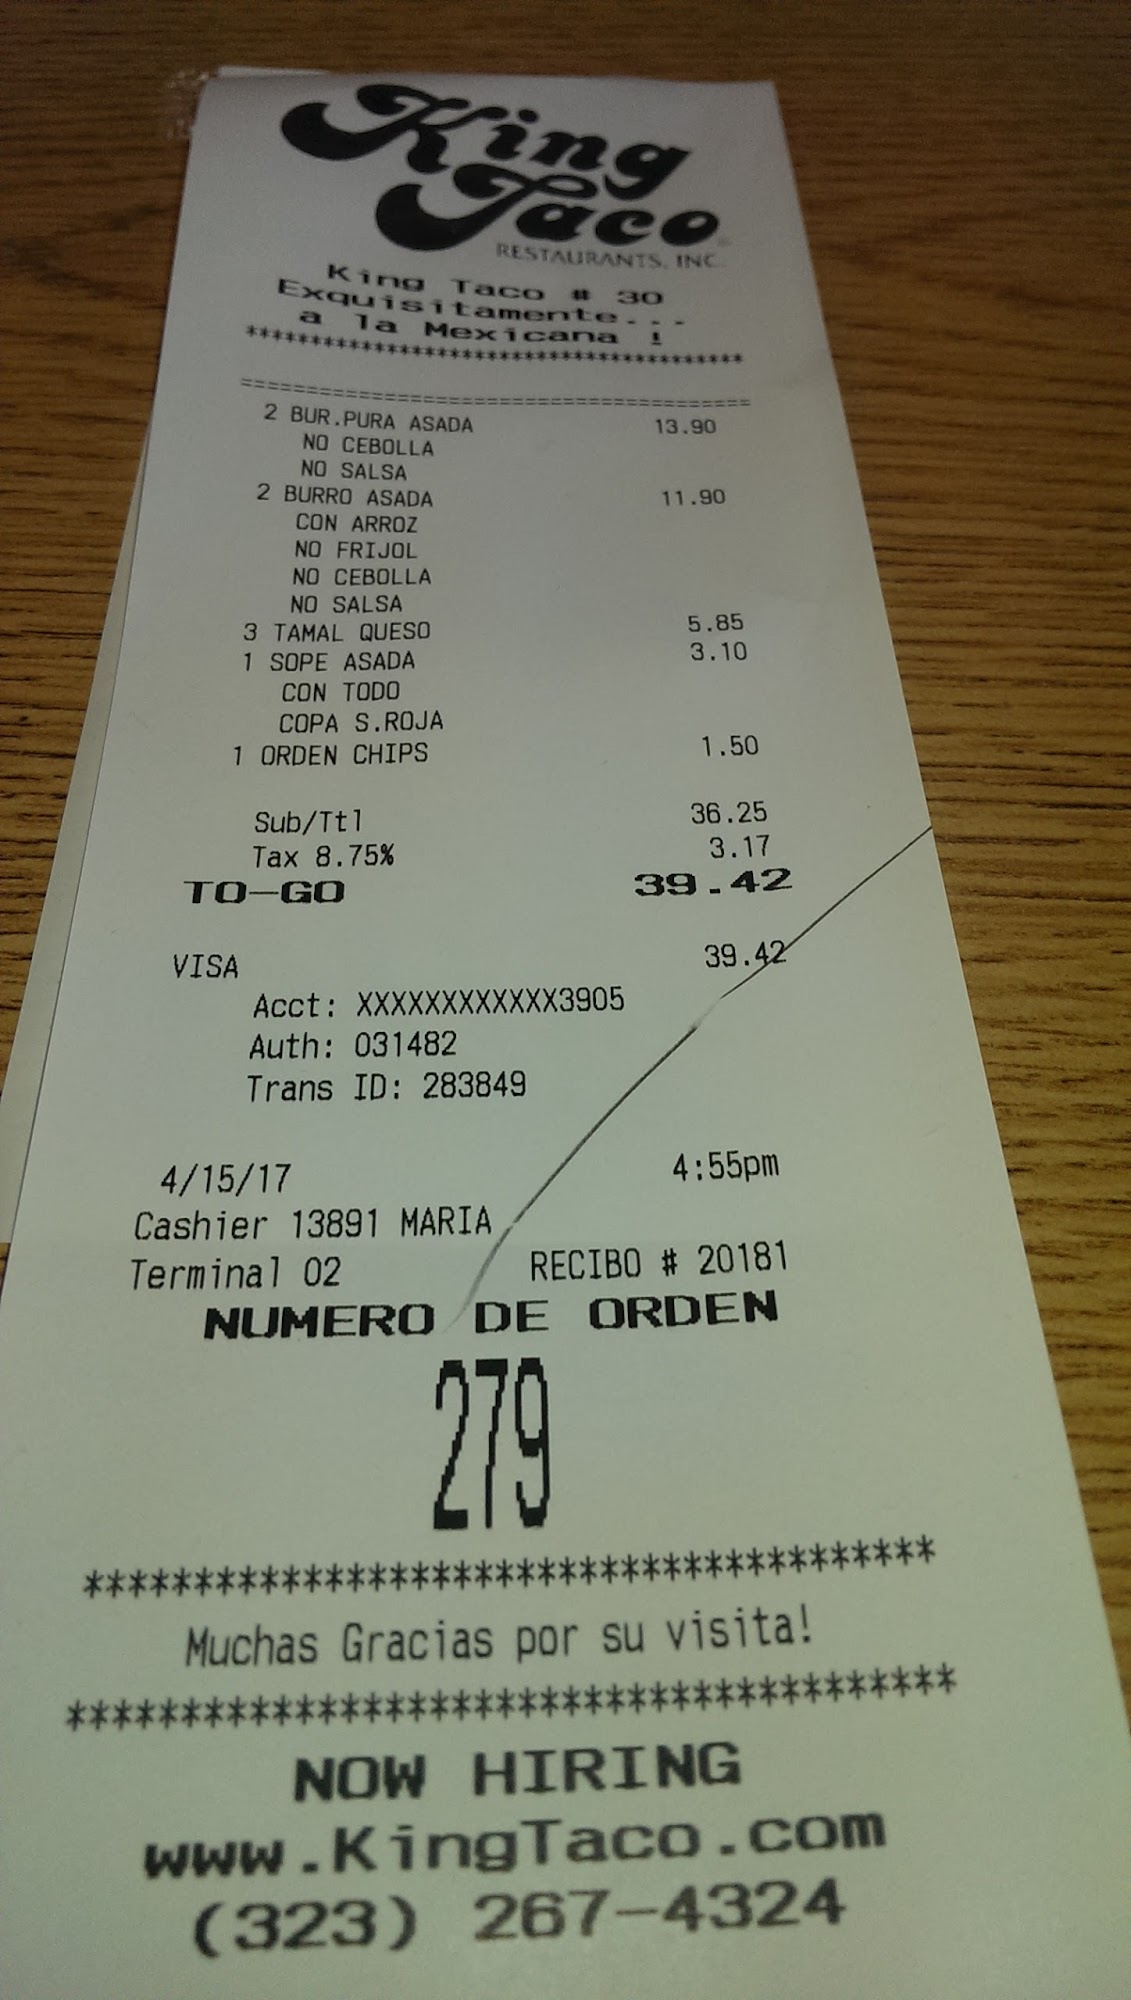 King
Taco
RESTAURANTS, INC.
King Taco # 30
Exquisitamente...
a la Mexicana !
****************************************
========================================
2 BUR.PURA ASADA 13.90
NO CEBOLLA
NO SALSA
2 BURRO ASADA 11.90
CON ARROZ
NO FRIJOL
NO CEBOLLA
NO SALSA
3 TAMAL QUESO 5.85
1 SOPE ASADA 3.10
CON TODO
COPA S.ROJA
1 ORDEN CHIPS 1.50
Sub/Ttl 36.25
Tax 8.75% 3.17
TO-GO 39.42
VISA 39.42
Acct: XXXXXXXXXXXX3905
Auth: 031482
Trans ID: 283849
4/15/17 4:55pm
Cashier 13891 MARIA
Terminal 02 RECIBO # 20181
NUMERO DE ORDEN
279
****************************************
Muchas Gracias por su visita!
****************************************
NOW HIRING
www.KingTaco.com
(323) 267-4324